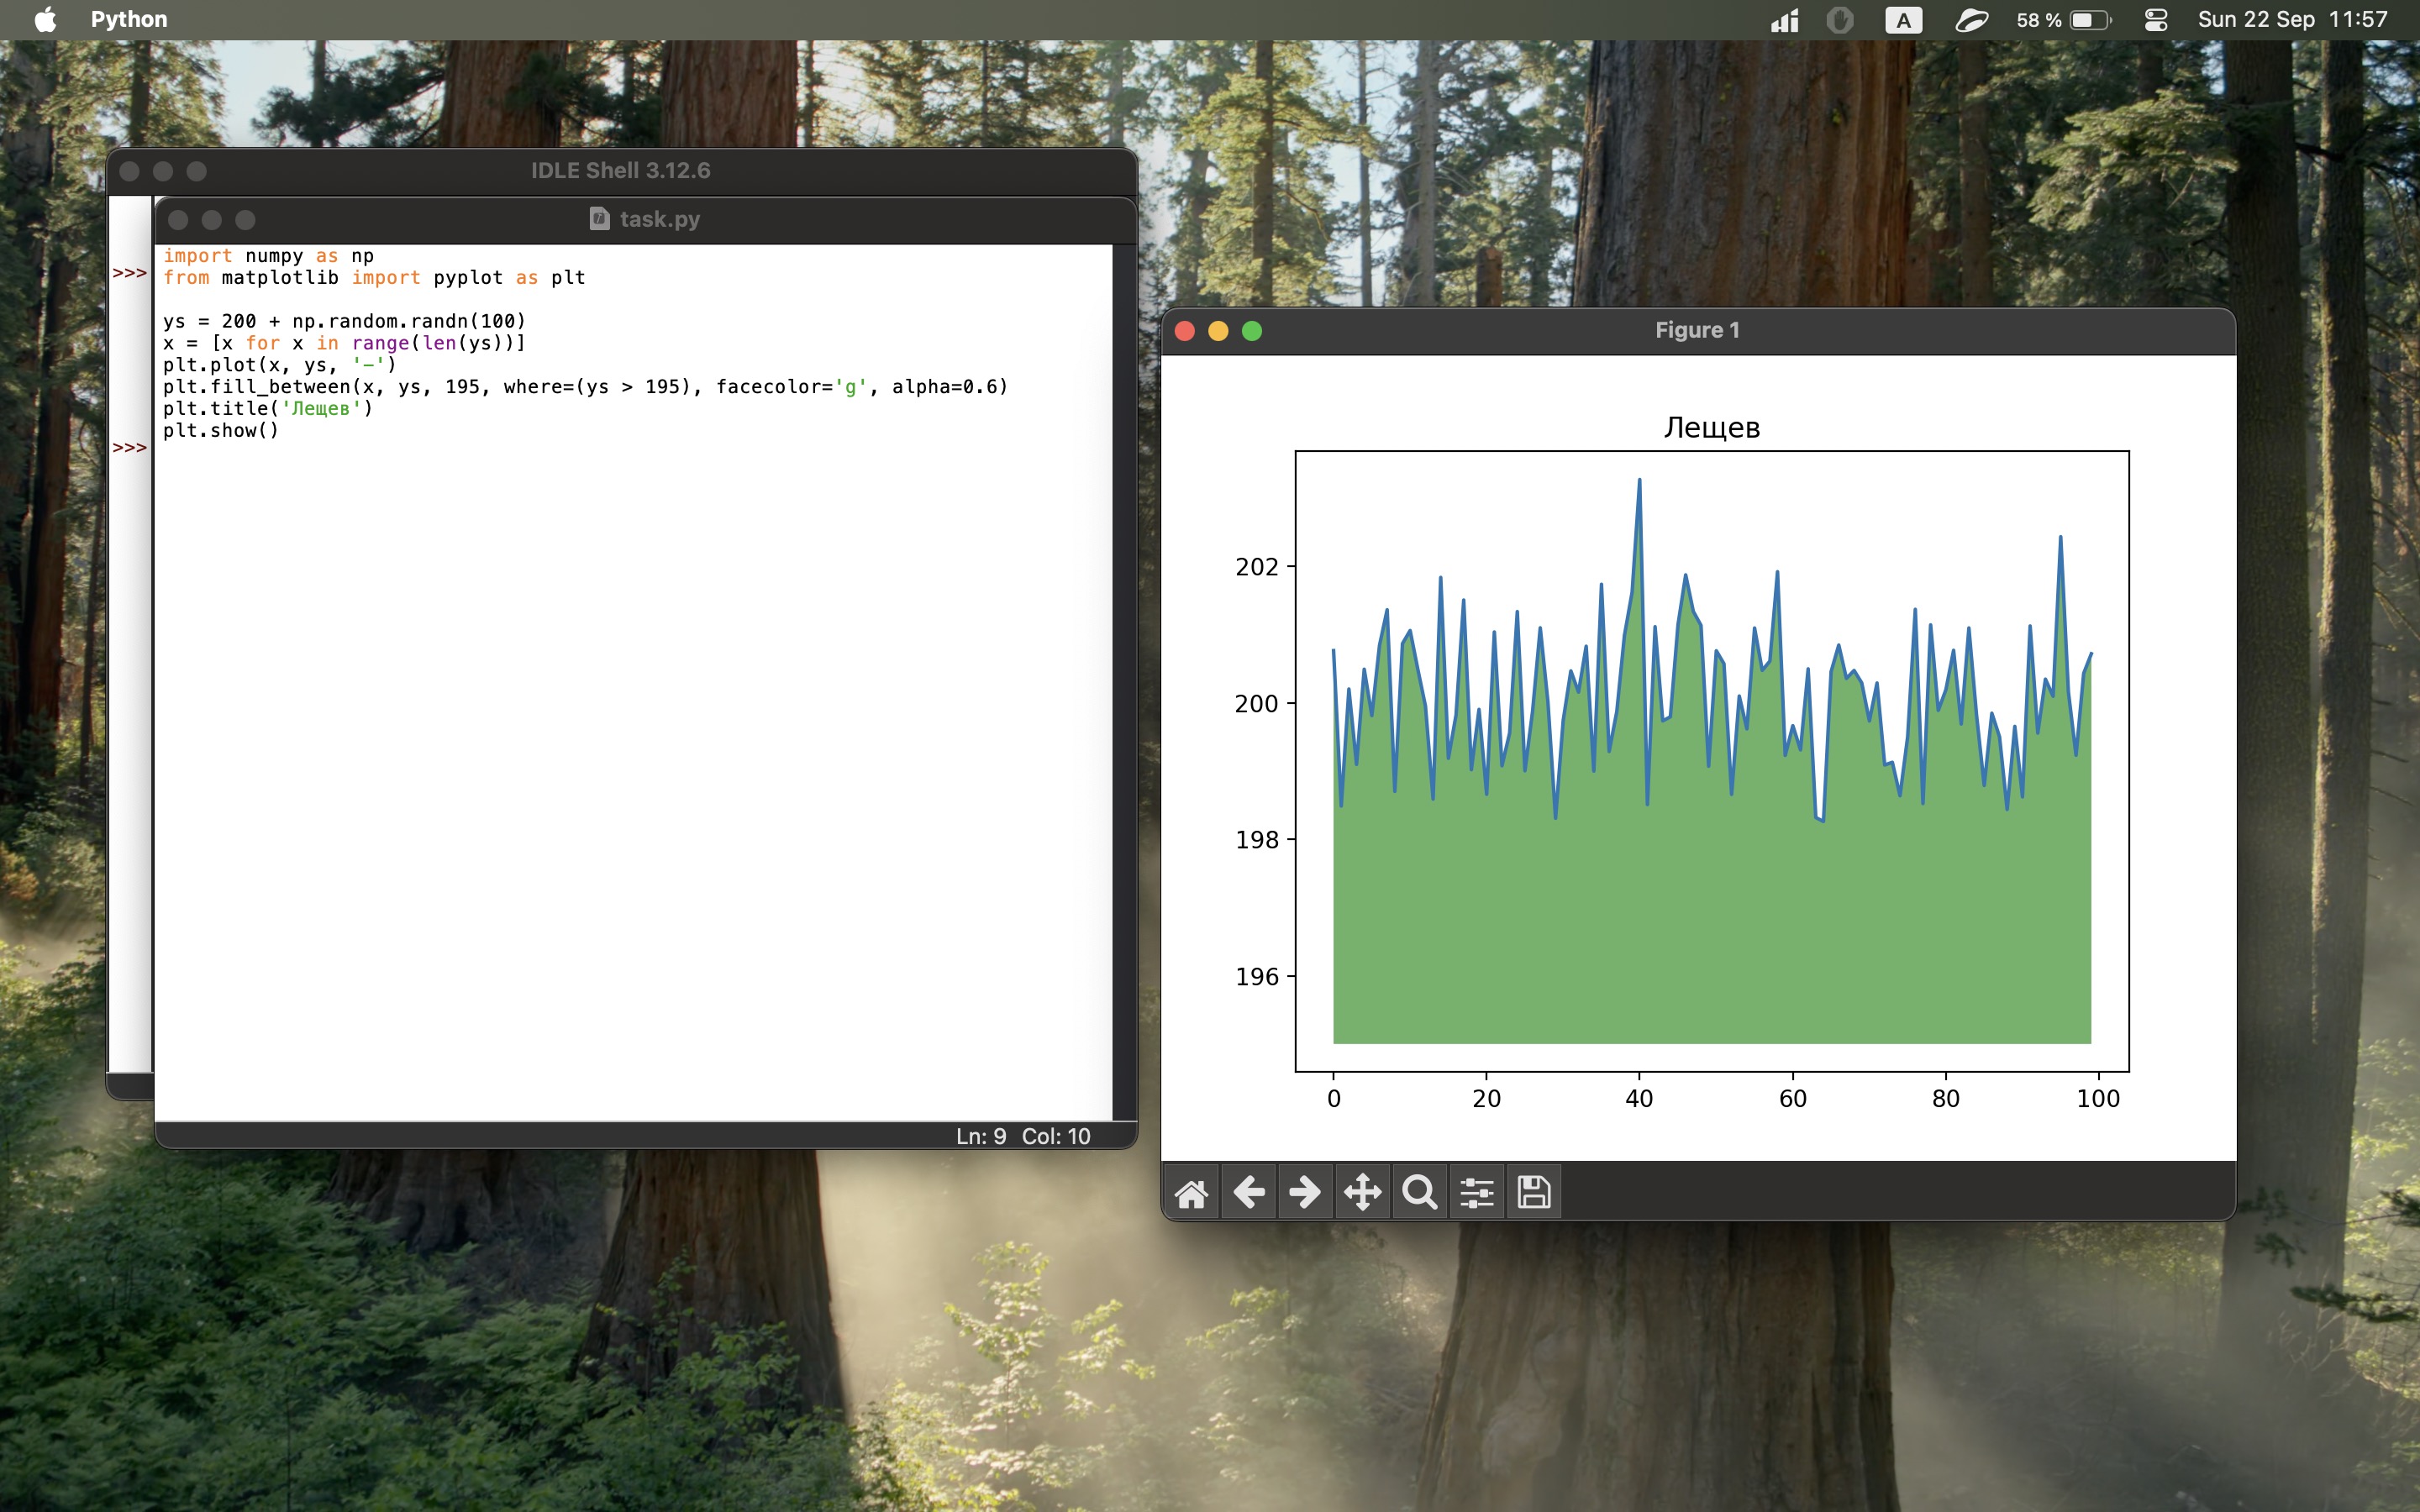 Python
A
58 %
Sun 22 Sep 11:57
IDLE Shell 3.12.6
>>>
>>>
task.py
import numpy as np
from matplotlib import pyplot as plt
ys = 200 + np.random.randn(100)
x = [x for x in range(len(ys))]
plt.plot(x, ys, '-')
plt.fill_between(x, ys, 195, where=(ys > 195), facecolor='g', alpha=0.6)
plt.title('Лещев')
plt.show()
Ln: 9 Col: 10
Figure 1
Лещев
202
200
198
196
0 20 40 60 80 100